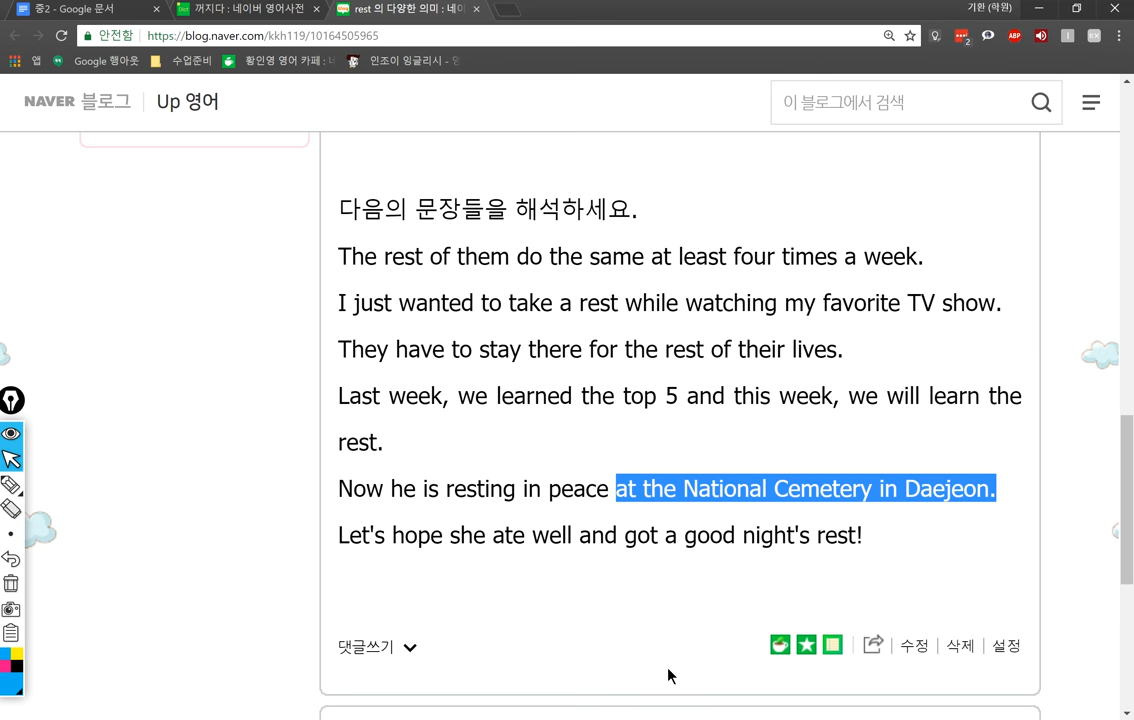 중2 - Google 문서
꺼지다 : 네이버 영어사전
rest 의 다양한 의미 : 네이
기환 (학원)
안전함
https://blog.naver.com/kkh119/10164505965
앱
Google 행아웃
수업준비
황인영 영어 카페 : 네
인조이 잉글리시 -
NAVER 블로그
Up 영어
이 블로그에서 검색
다음의 문장들을 해석하세요.
The rest of them do the same at least four times a week.
I just wanted to take a rest while watching my favorite TV show.
They have to stay there for the rest of their lives.
Last week, we learned the top 5 and this week, we will learn the
rest.
Now he is resting in peace at the National Cemetery in Daejeon.
Let's hope she ate well and got a good night's rest!
댓글쓰기
수정
삭제
설정